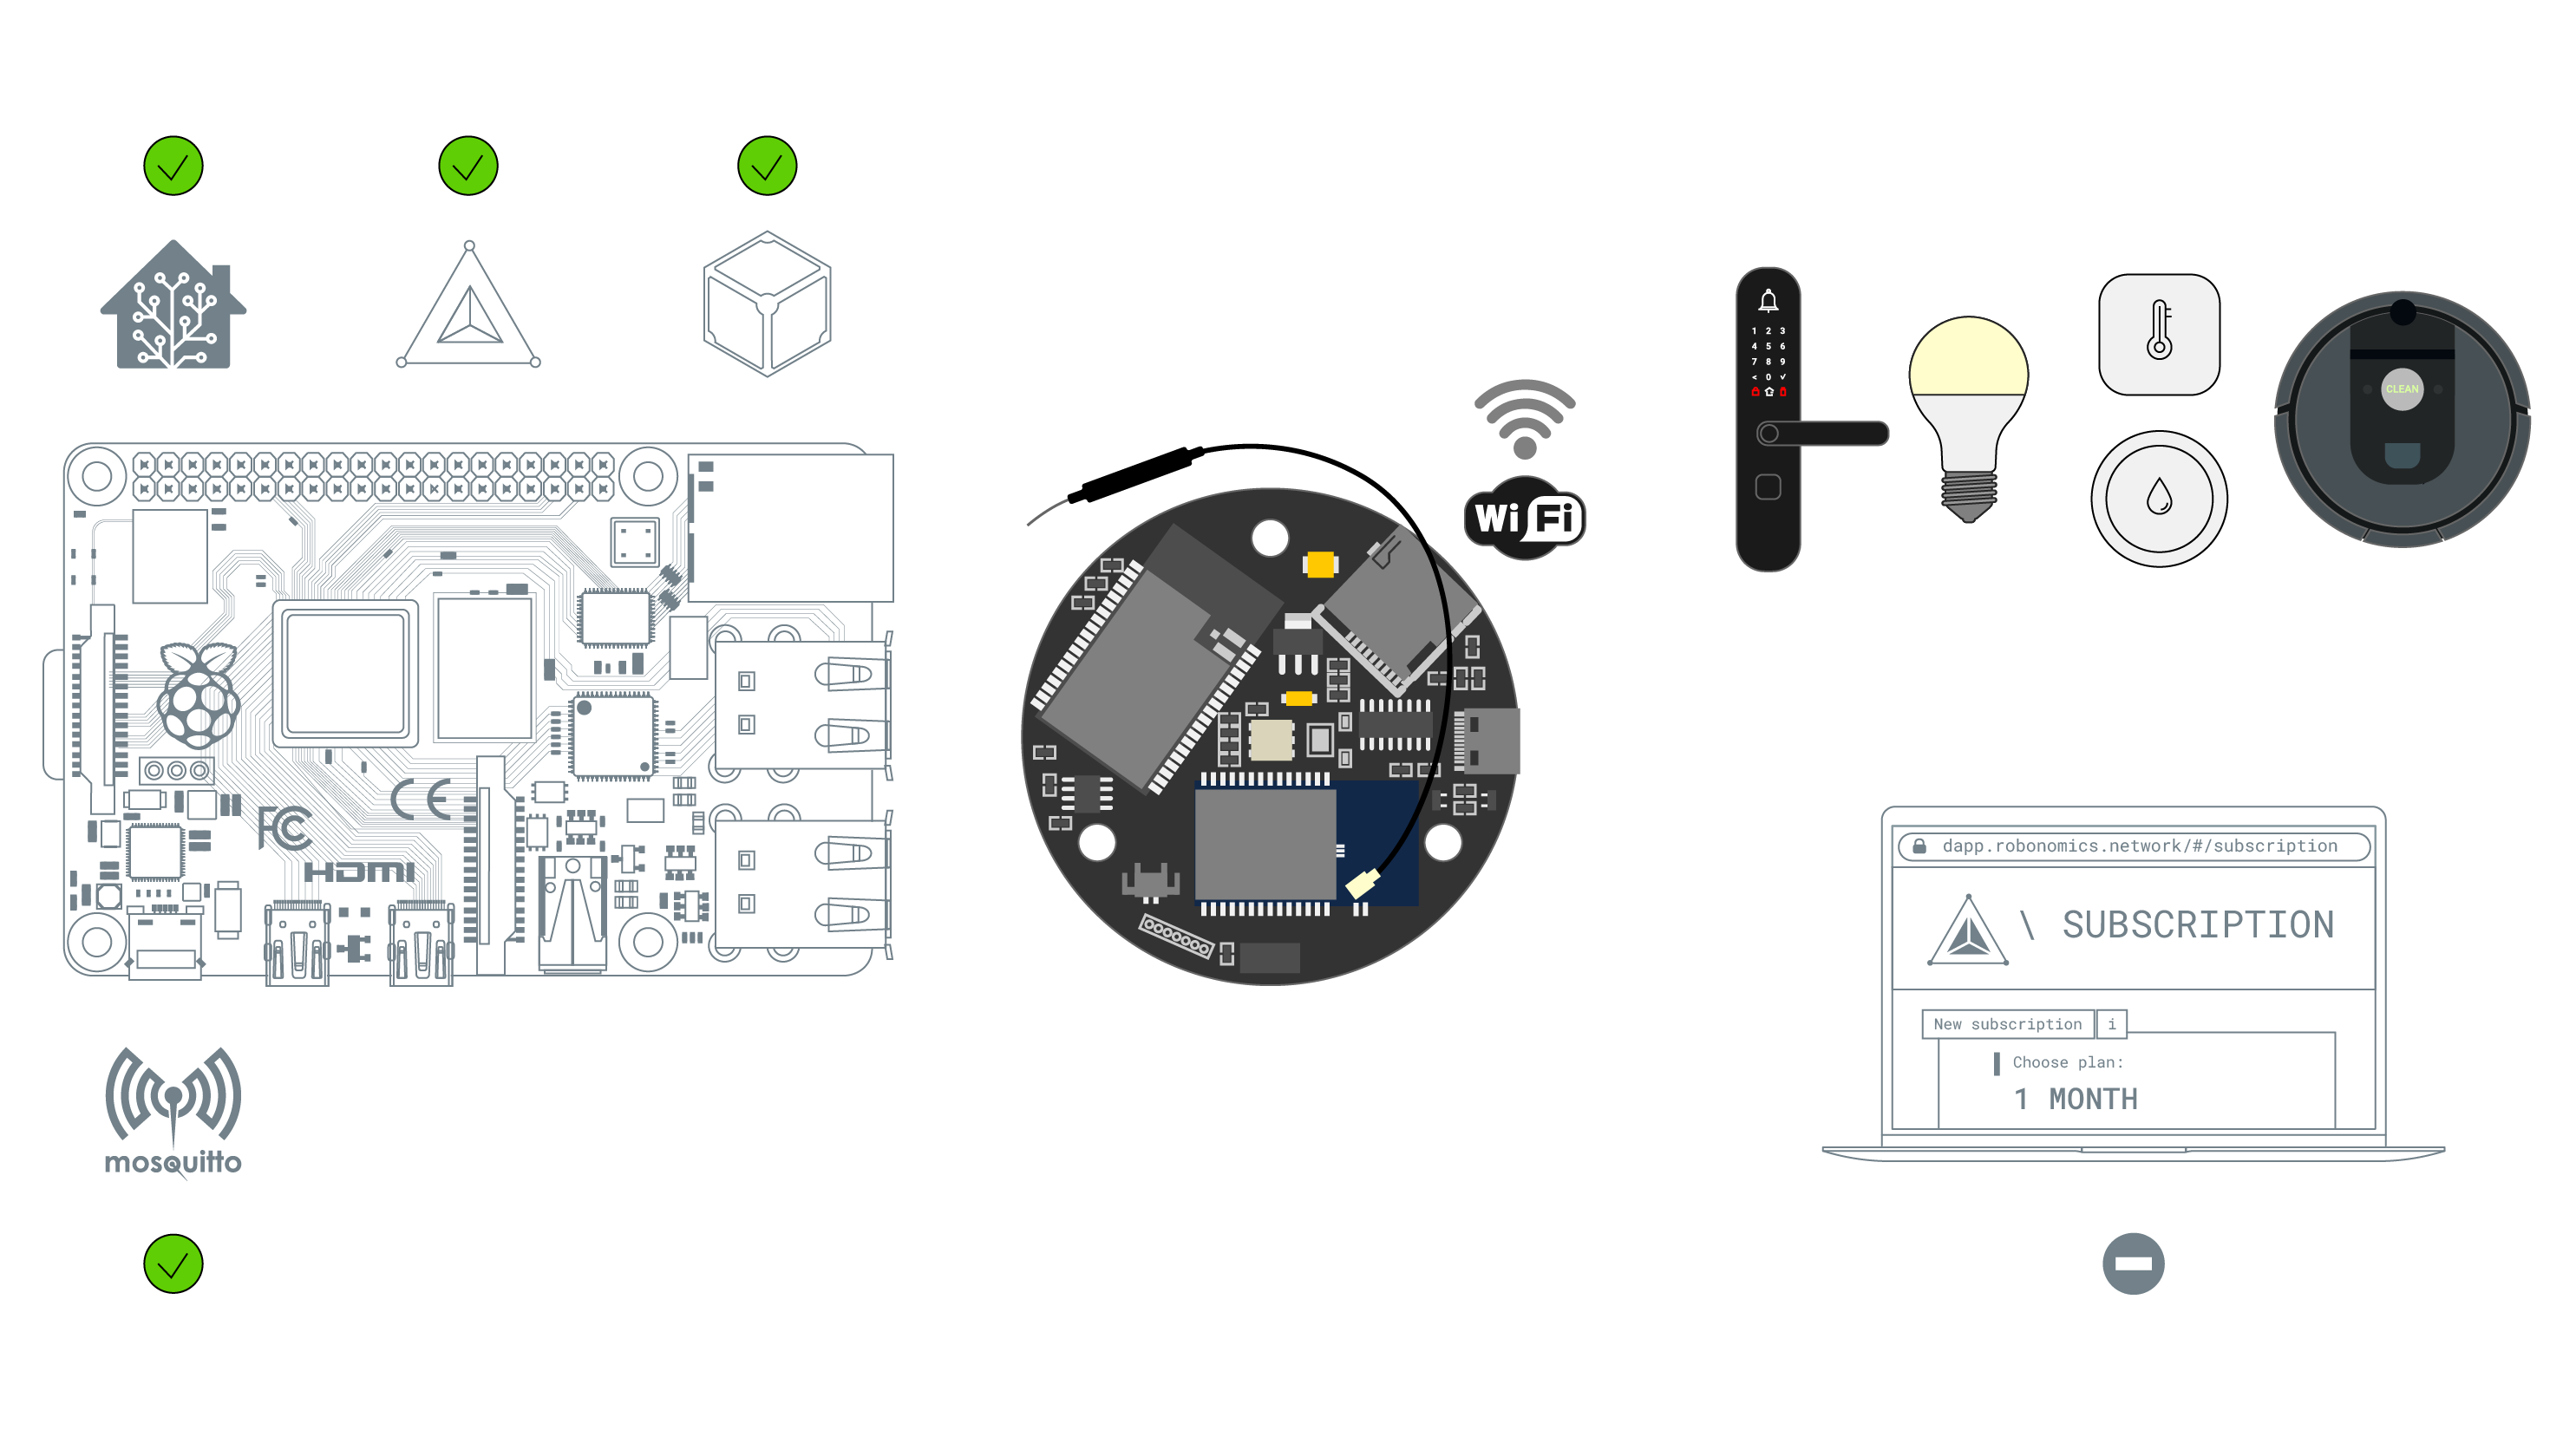 1 2 3
4 5 6
7 8 9
< 0
CLEAN
Wi Fi
FC
CE
HDMI
mosquitto
dapp.robonomics.network/#/subscription
\ SUBSCRIPTION
New subscription i
Choose plan:
1 MONTH